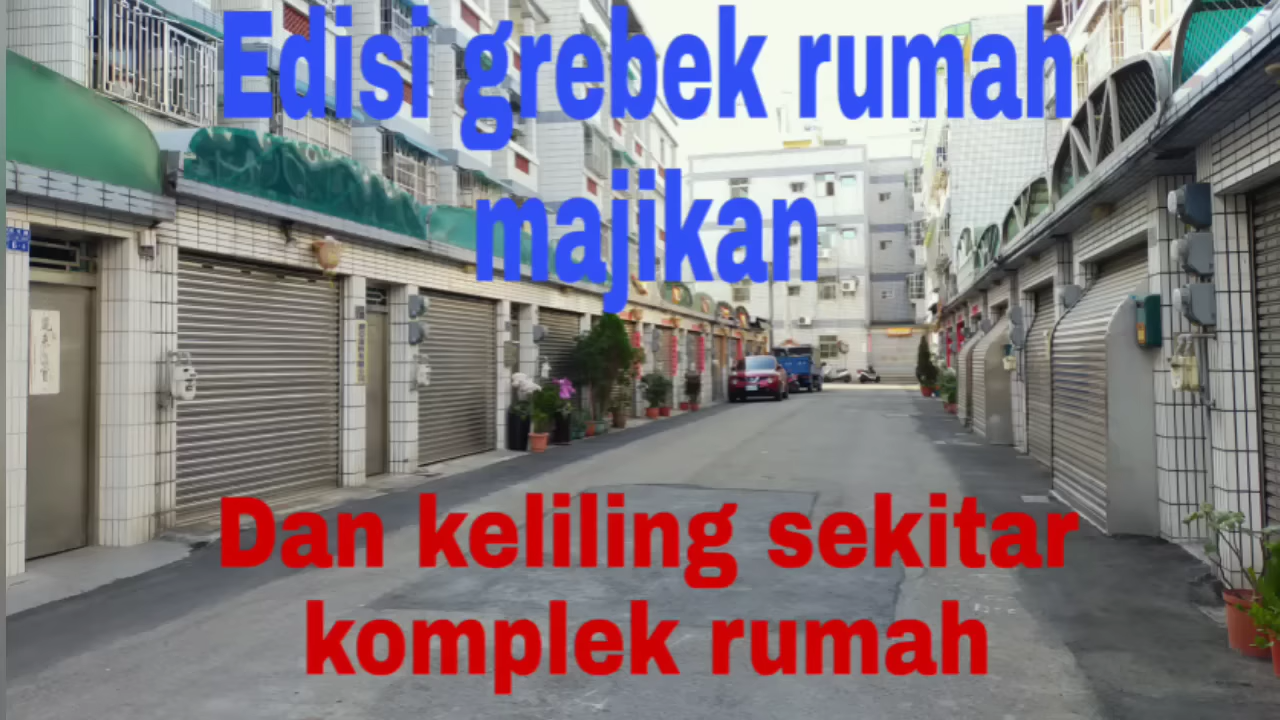 Edisi grebek rumah
majikan
Dan keliling sekitar
komplek rumah